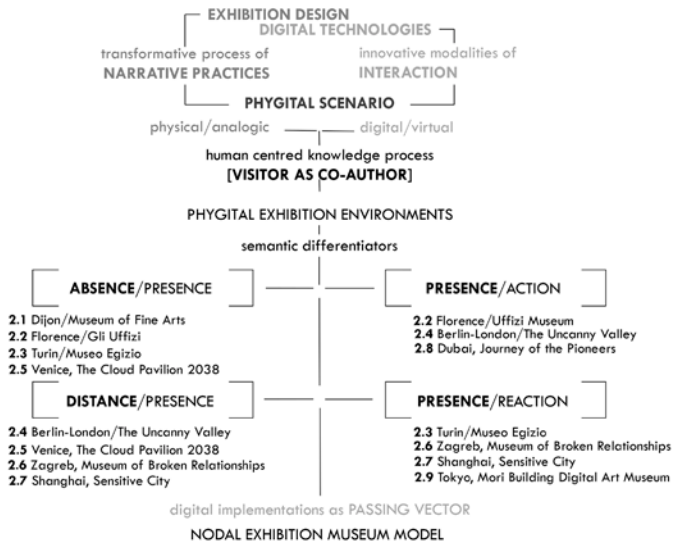 EXHIBITION DESIGN
DIGITAL TECHNOLOGIES
transformative process of
NARRATIVE PRACTICES
innovative modalities of
INTERACTION
PHYGITAL SCENARIO
physical/analogic
digital/virtual
human centred knowledge process
[VISITOR AS CO-AUTHOR]
PHYGITAL EXHIBITION ENVIRONMENTS
semantic differentiators
ABSENCE/PRESENCE
2.1 Dijon/Museum of Fine Arts
2.2 Florence/Gli Uffizi
2.3 Turin/Museo Egizio
2.5 Venice, The Cloud Pavilion 2038
PRESENCE/ACTION
2.2 Florence/Uffizi Museum
2.4 Berlin-London/The Uncanny Valley
2.8 Dubai, Journey of the Pioneers
DISTANCE/PRESENCE
2.4 Berlin-London/The Uncanny Valley
2.5 Venice, The Cloud Pavilion 2038
2.6 Zagreb, Museum of Broken Relationships
2.7 Shanghai, Sensitive City
PRESENCE/REACTION
2.3 Turin/Museo Egizio
2.6 Zagreb, Museum of Broken Relationships
2.7 Shanghai, Sensitive City
2.9 Tokyo, Mori Building Digital Art Museum
digital implementations as PASSING VECTOR
NODAL EXHIBITION MUSEUM MODEL